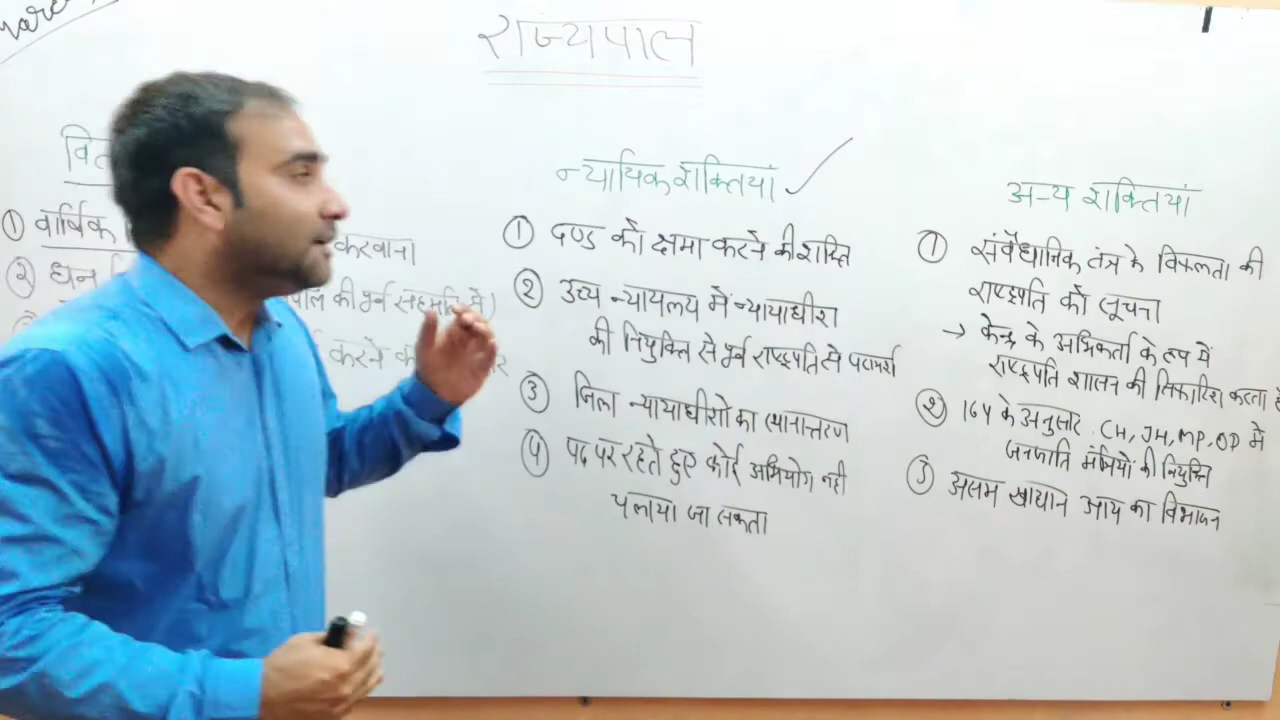 राज्यपाल
वित
① वार्षिक
करवाना
② धन
की पूर्व सहमति से)
करने का
न्यायिक शक्तियां
① दण्ड को क्षमा करने की शक्ति
② उच्च न्यायलय में न्यायाधीश
की नियुक्ति से पूर्व राष्ट्रपति से परामर्श
③ जिला न्यायाधीशों का स्थानान्तरण
④ पद पर रहते हुए कोई अभियोग नही
चलाया जा सकता
अन्य शक्तियां
① संवैधानिक तंत्र के विफलता की
राष्ट्रपति को सूचना
→ केन्द्र के अभिकर्ता के रूप में
राष्ट्रपति शासन की सिफारिश करता है
② 164 के अनुसार CH, JH, MP, OD में
जनजाति मंत्रियों की नियुक्ति
③ असम खाद्यान आय का विभाजन